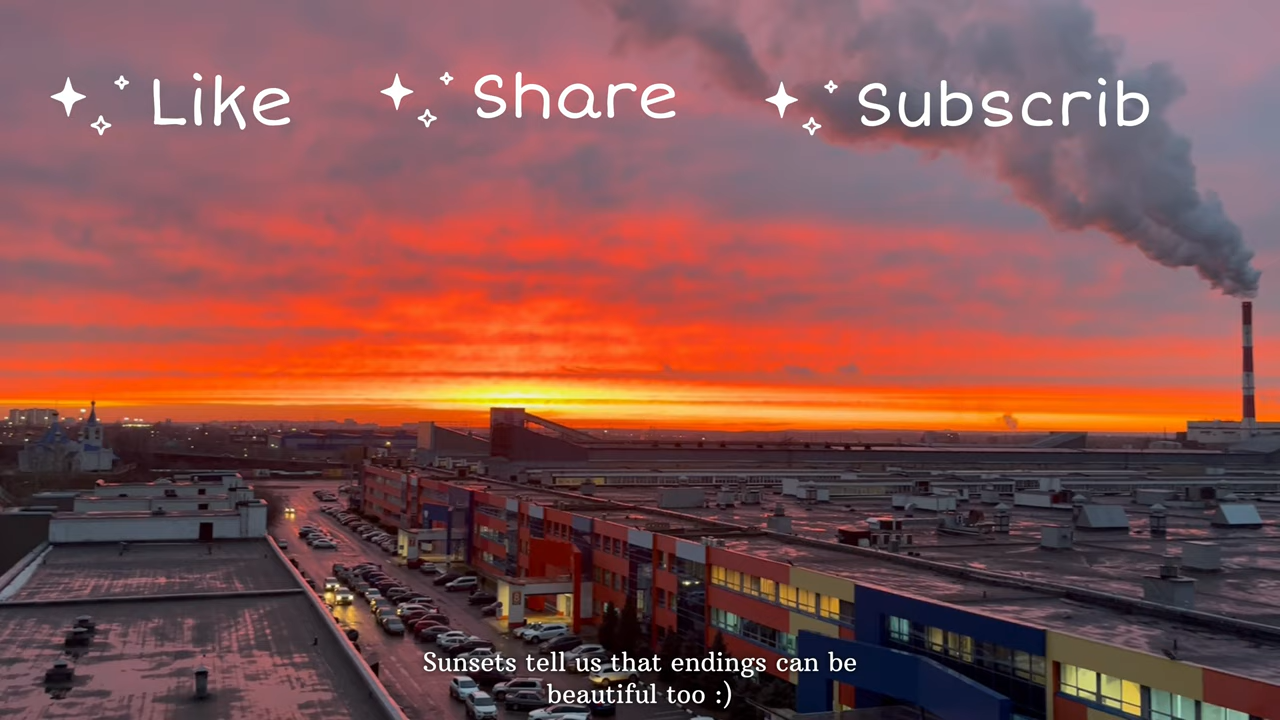 Like Share Subscrib
Sunsets tell us that endings can be
beautiful too :)